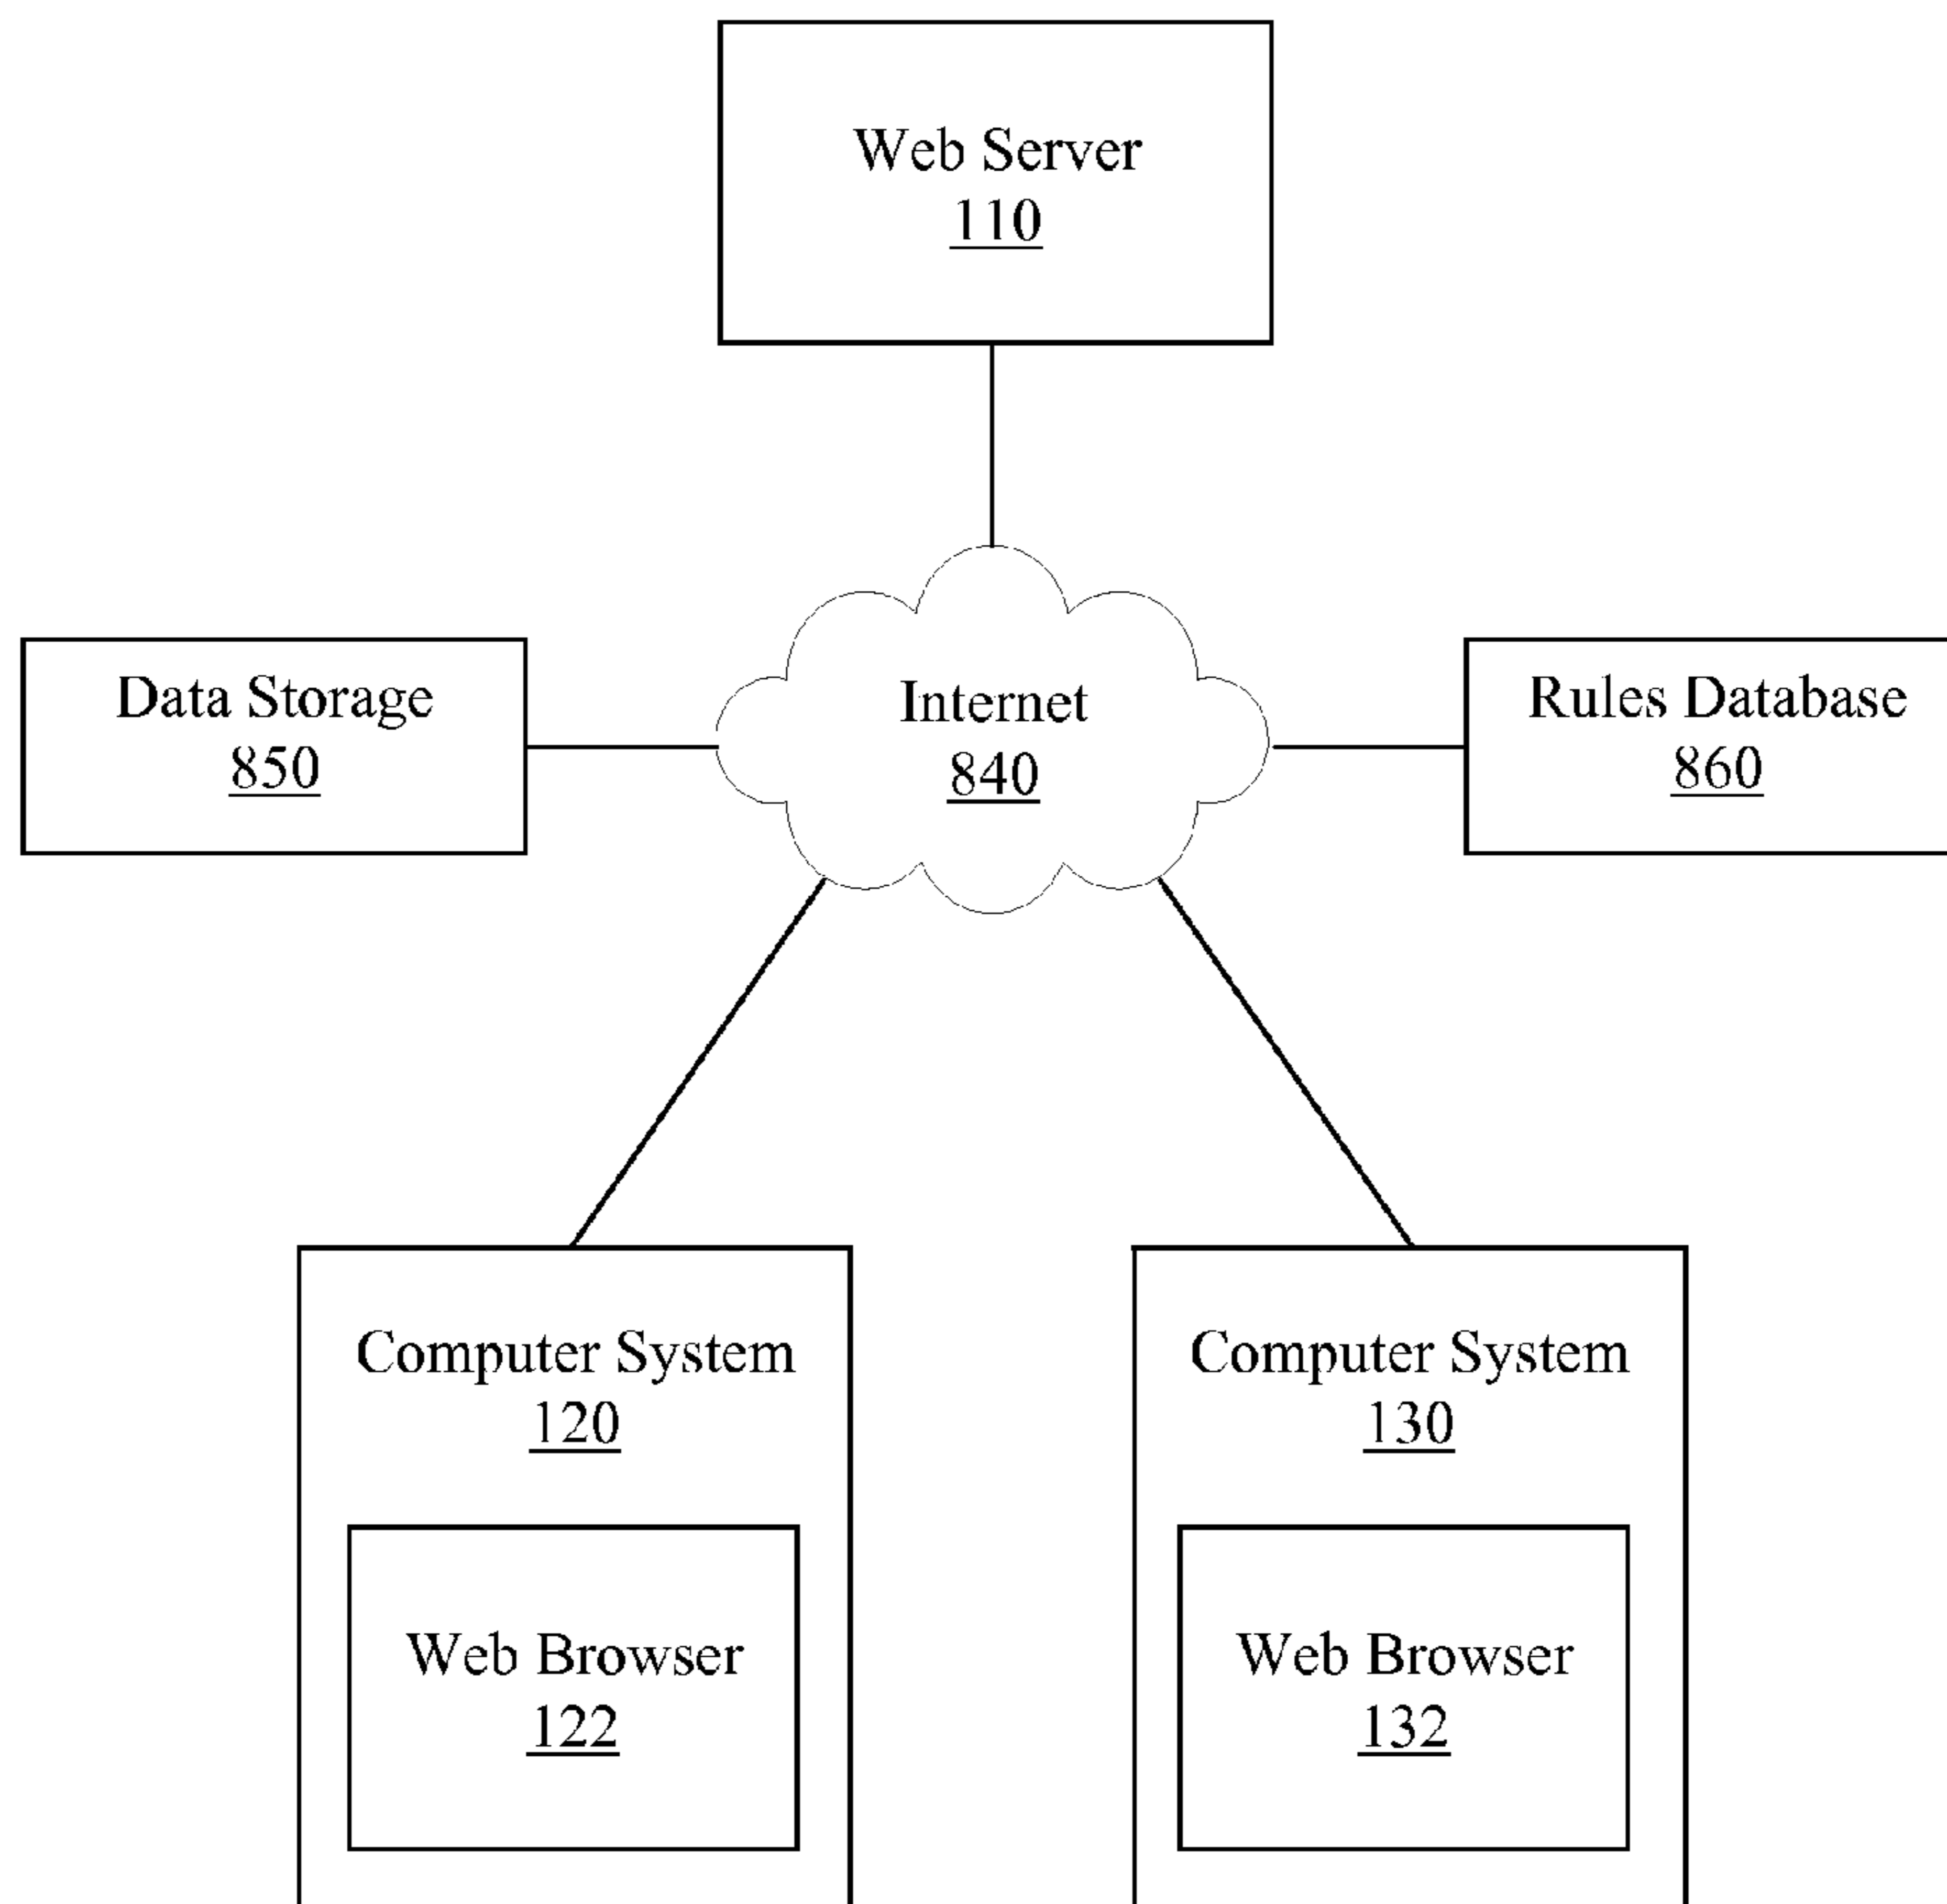 Web Server
110
Data Storage
850
Internet
840
Rules Database
860
Computer System
120
Computer System
130
Web Browser
122
Web Browser
132